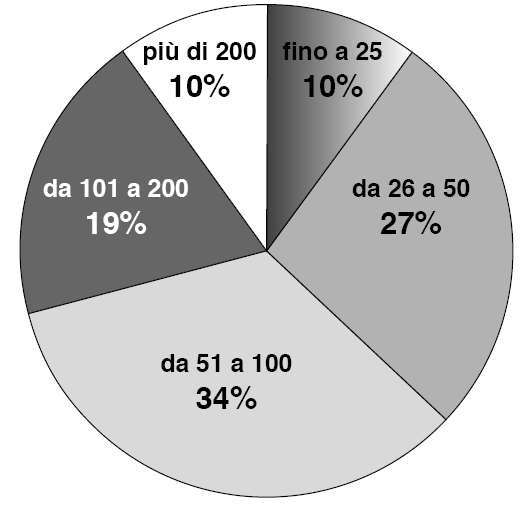 più di 200
10%
fino a 25
10%
da 26 a 50
27%
da 101 a 200
19%
da 51 a 100
34%